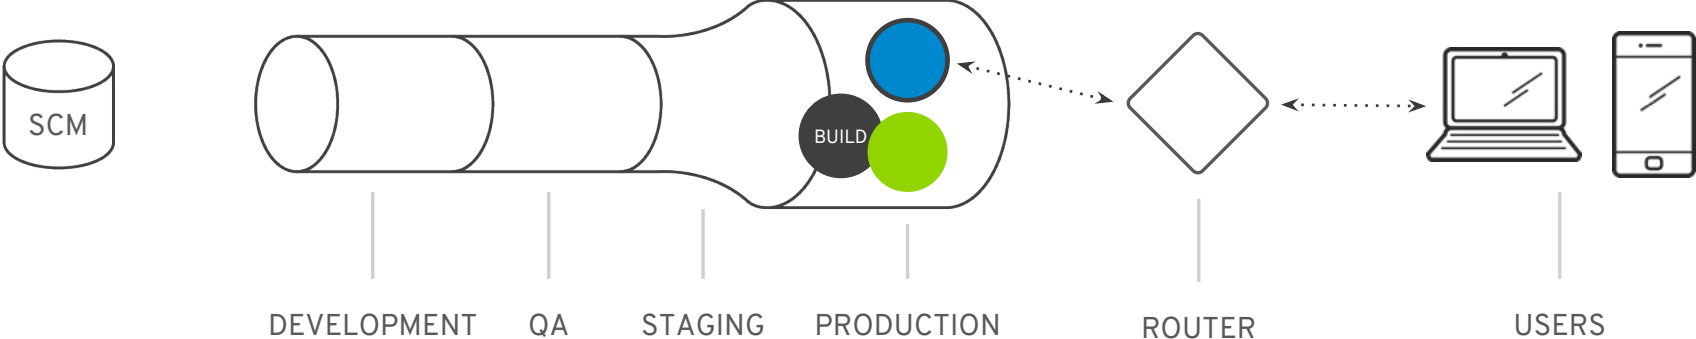 SCM
BUILD
DEVELOPMENT
QA
STAGING
PRODUCTION
ROUTER
USERS